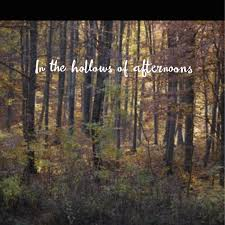 In the hollows of afternoons